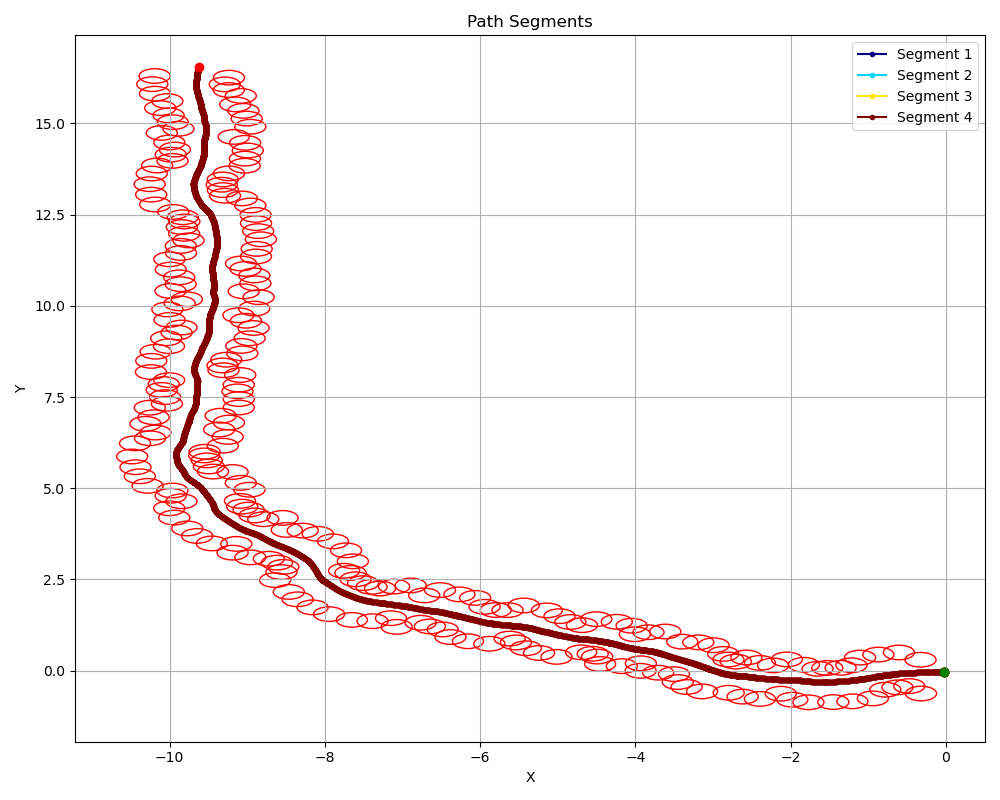 Path Segments
Segment 1
Segment 2
Segment 3
Segment 4
Y
15.0
12.5
10.0
7.5
5.0
2.5
0.0
−10
−8
−6
−4
−2
0
X